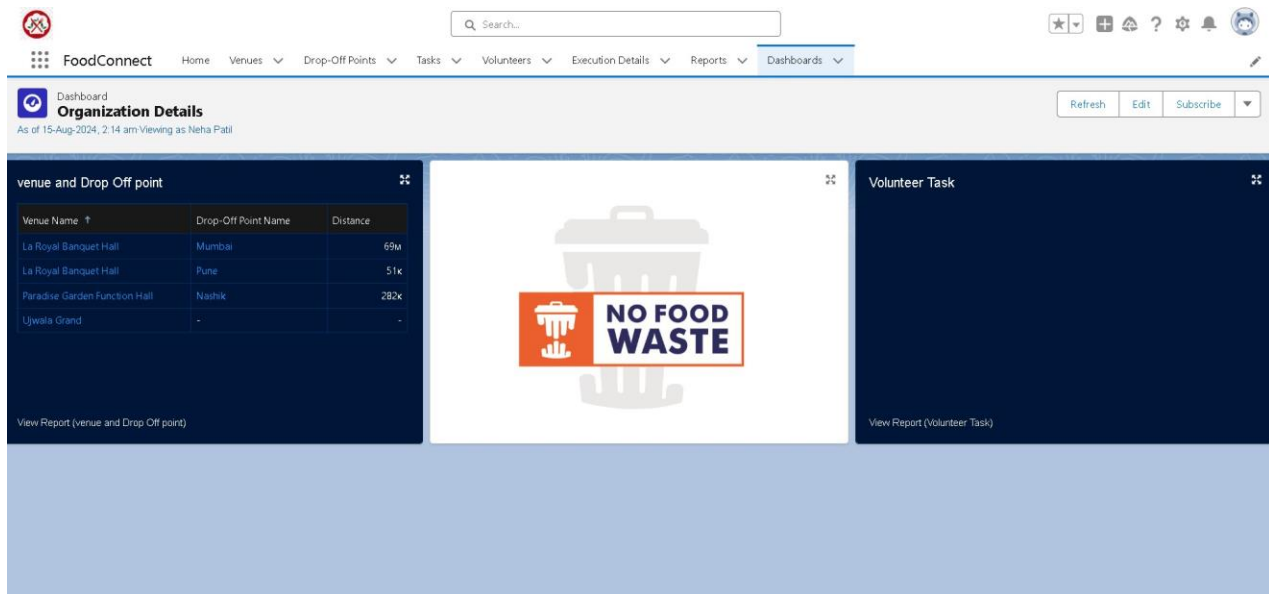 Search...
FoodConnect Home Venues Drop-Off Points Tasks Volunteers Execution Details Reports Dashboards
Dashboard
Organization Details
As of 15-Aug-2024, 2:14 am·Viewing as Neha Patil
Refresh Edit Subscribe
venue and Drop Off point
Venue Name ↑ Drop-Off Point Name Distance
La Royal Banquet Hall Mumbai 69M
La Royal Banquet Hall Pune 51K
Paradise Garden Function Hall Nashik 282K
Ujwala Grand - -
View Report (venue and Drop Off point)
NO FOOD
WASTE
Volunteer Task
View Report (Volunteer Task)